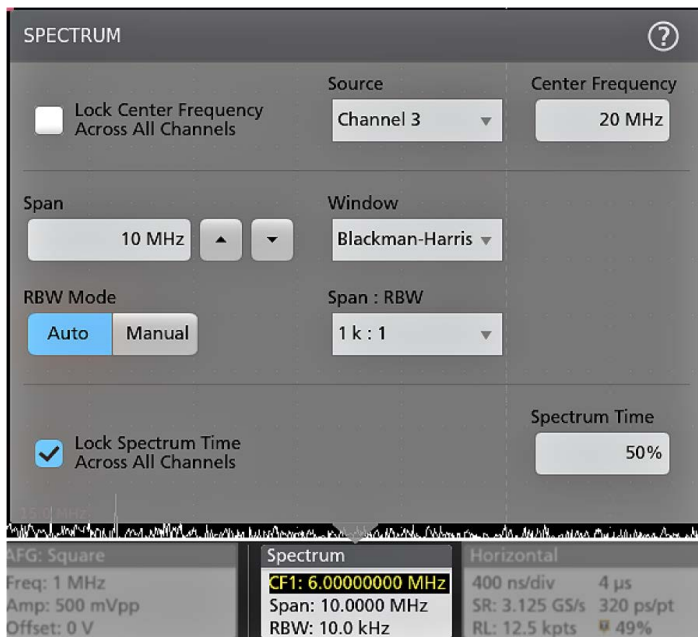 SPECTRUM
?
Source
Center Frequency
Lock Center Frequency
Across All Channels
Channel 3
20 MHz
Span
Window
10 MHz
Blackman-Harris
RBW Mode
Span : RBW
Auto
Manual
1 k : 1
Spectrum Time
Lock Spectrum Time
Across All Channels
50%
15.0 MHz
AFG: Square
Freq: 1 MHz
Amp: 500 mVpp
Offset: 0 V
Spectrum
CF1: 6.00000000 MHz
Span: 10.0000 MHz
RBW: 10.0 kHz
Horizontal
400 ns/div 4 µs
SR: 3.125 GS/s 320 ps/pt
RL: 12.5 kpts 49%